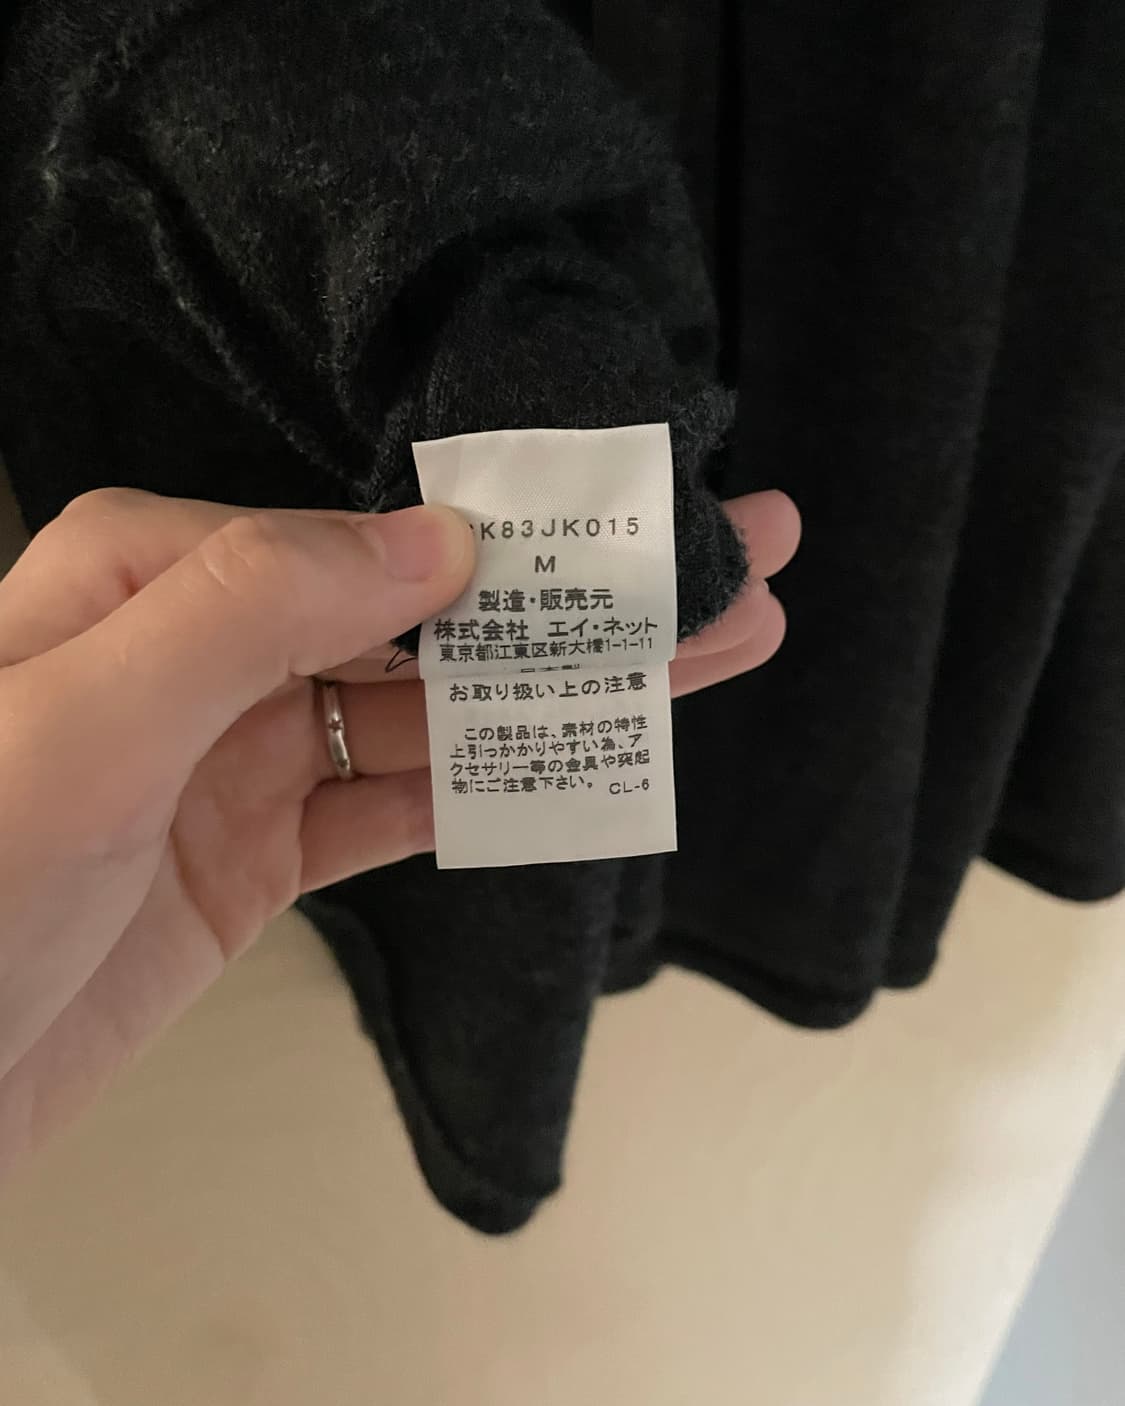 K83JK015
M
製造・販売元
株式会社 エイ・ネット
東京都江東区新大橋1-1-11
日本製
お取り扱い上の注意
この製品は、素材の特性
上引っかかりやすい為、ア
クセサリー等の金具や突起
物にご注意下さい。 CL-6